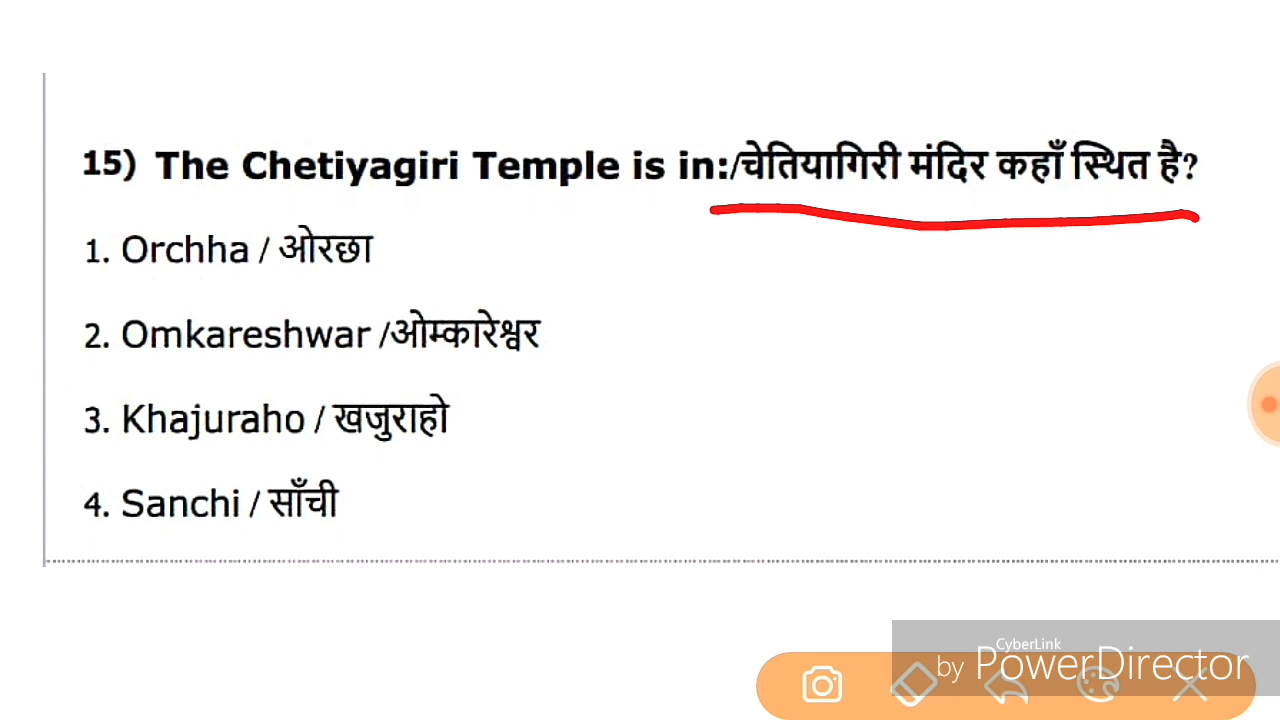 15) The Chetiyagiri Temple is in:/चेतियागिरी मंदिर कहाँ स्थित है?
1. Orchha / ओरछा
2. Omkareshwar /ओम्कारेश्वर
3. Khajuraho / खजुराहो
4. Sanchi / साँची
CyberLink
by PowerDirector